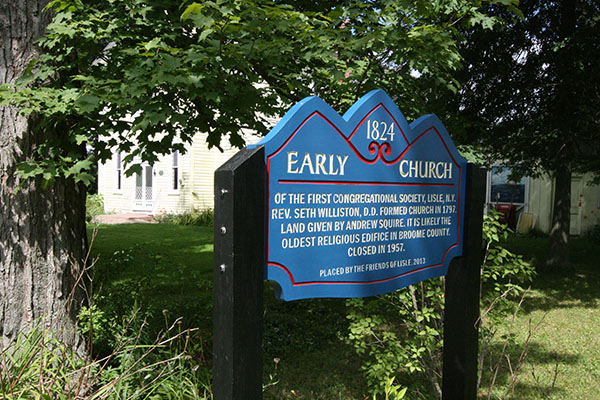 1824
EARLY CHURCH
OF THE FIRST CONGREGATIONAL SOCIETY, LISLE, N.Y.
REV. SETH WILLISTON, D.D. FORMED CHURCH IN 1797.
LAND GIVEN BY ANDREW SQUIRE. IT IS LIKELY THE
OLDEST RELIGIOUS EDIFICE IN BROOME COUNTY.
CLOSED IN 1957.
PLACED BY THE FRIENDS OF LISLE, 2013